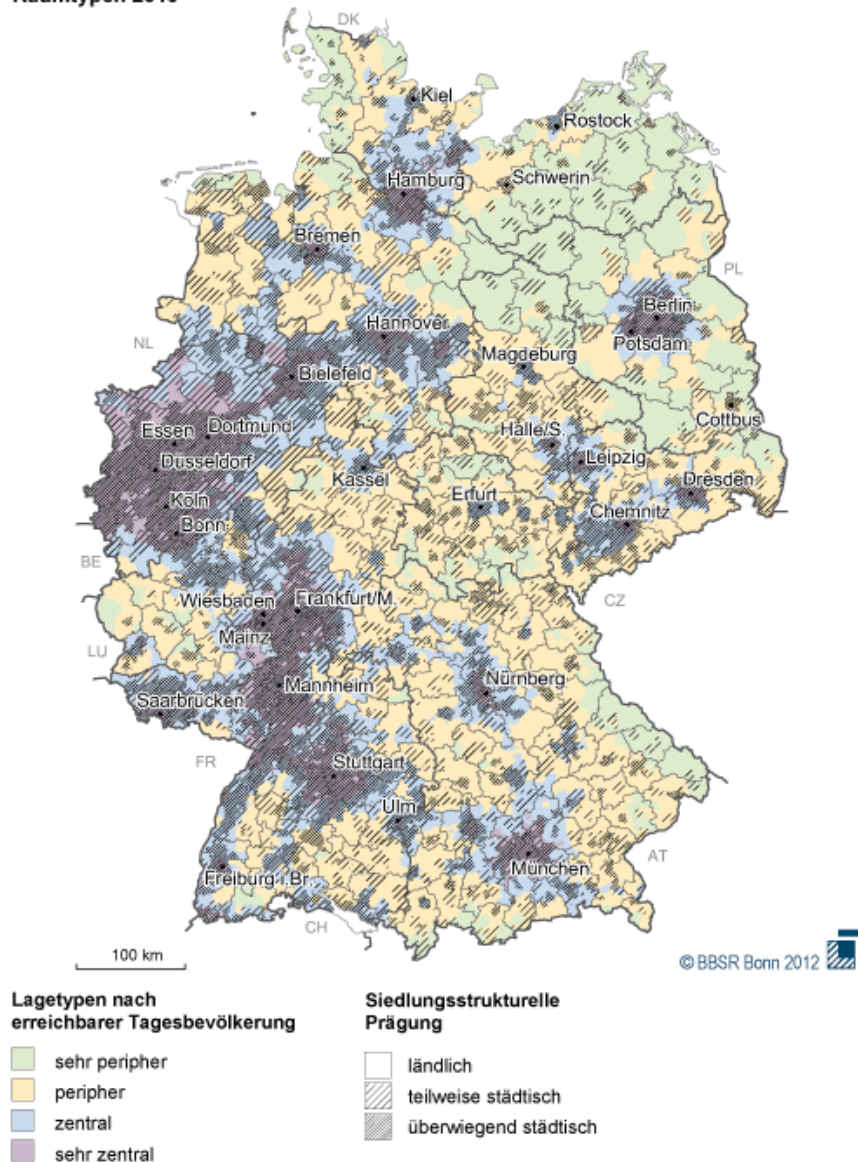 DK
Kiel
Rostock
Schwerin
Hamburg
Bremen
PL
Berlin
Potsdam
NL
Hannover
Magdeburg
Bielefeld
Cottbus
Essen
Dortmund
Halle/S.
Leipzig
Düsseldorf
Kassel
Dresden
Erfurt
Köln
Chemnitz
Bonn
BE
CZ
Wiesbaden
Frankfurt/M.
Mainz
LU
Nürnberg
Mannheim
Saarbrücken
FR
Stuttgart
Ulm
AT
München
Freiburg i.Br.
CH
100 km
© BBSR Bonn 2012
Lagetypen nach
erreichbarer Tagesbevölkerung
sehr peripher
peripher
zentral
sehr zentral
Siedlungsstrukturelle
Prägung
ländlich
teilweise städtisch
überwiegend städtisch